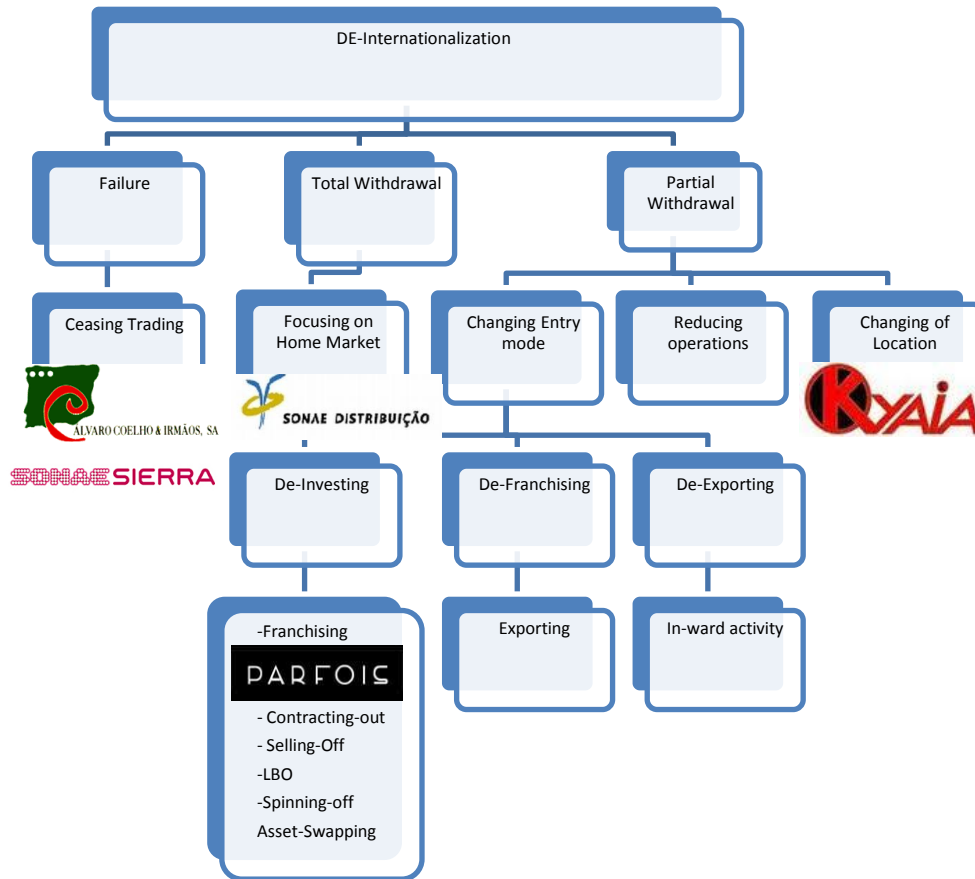 DE-Internationalization
Failure
Total Withdrawal
Partial
Withdrawal
Ceasing Trading
Focusing on
Home Market
Changing Entry
mode
Reducing
operations
Changing of
Location
ALVARO COELHO & IRMÃOS, SA
SONAE DISTRIBUIÇÃO
KYAIA
SONAE SIERRA
De-Investing
De-Franchising
De-Exporting
-Franchising
PARFOIS
- Contracting-out
- Selling-Off
-LBO
-Spinning-off
Asset-Swapping
Exporting
In-ward activity